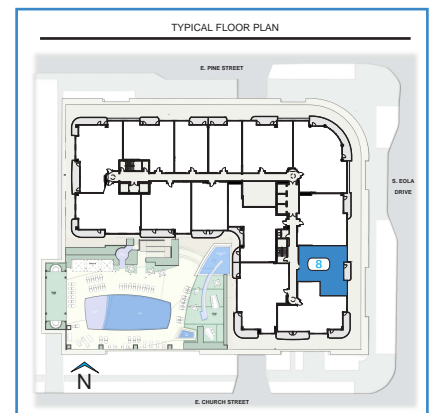 TYPICAL FLOOR PLAN
E. PINE STREET
S. EOLA
DRIVE
8
N
E. CHURCH STREET